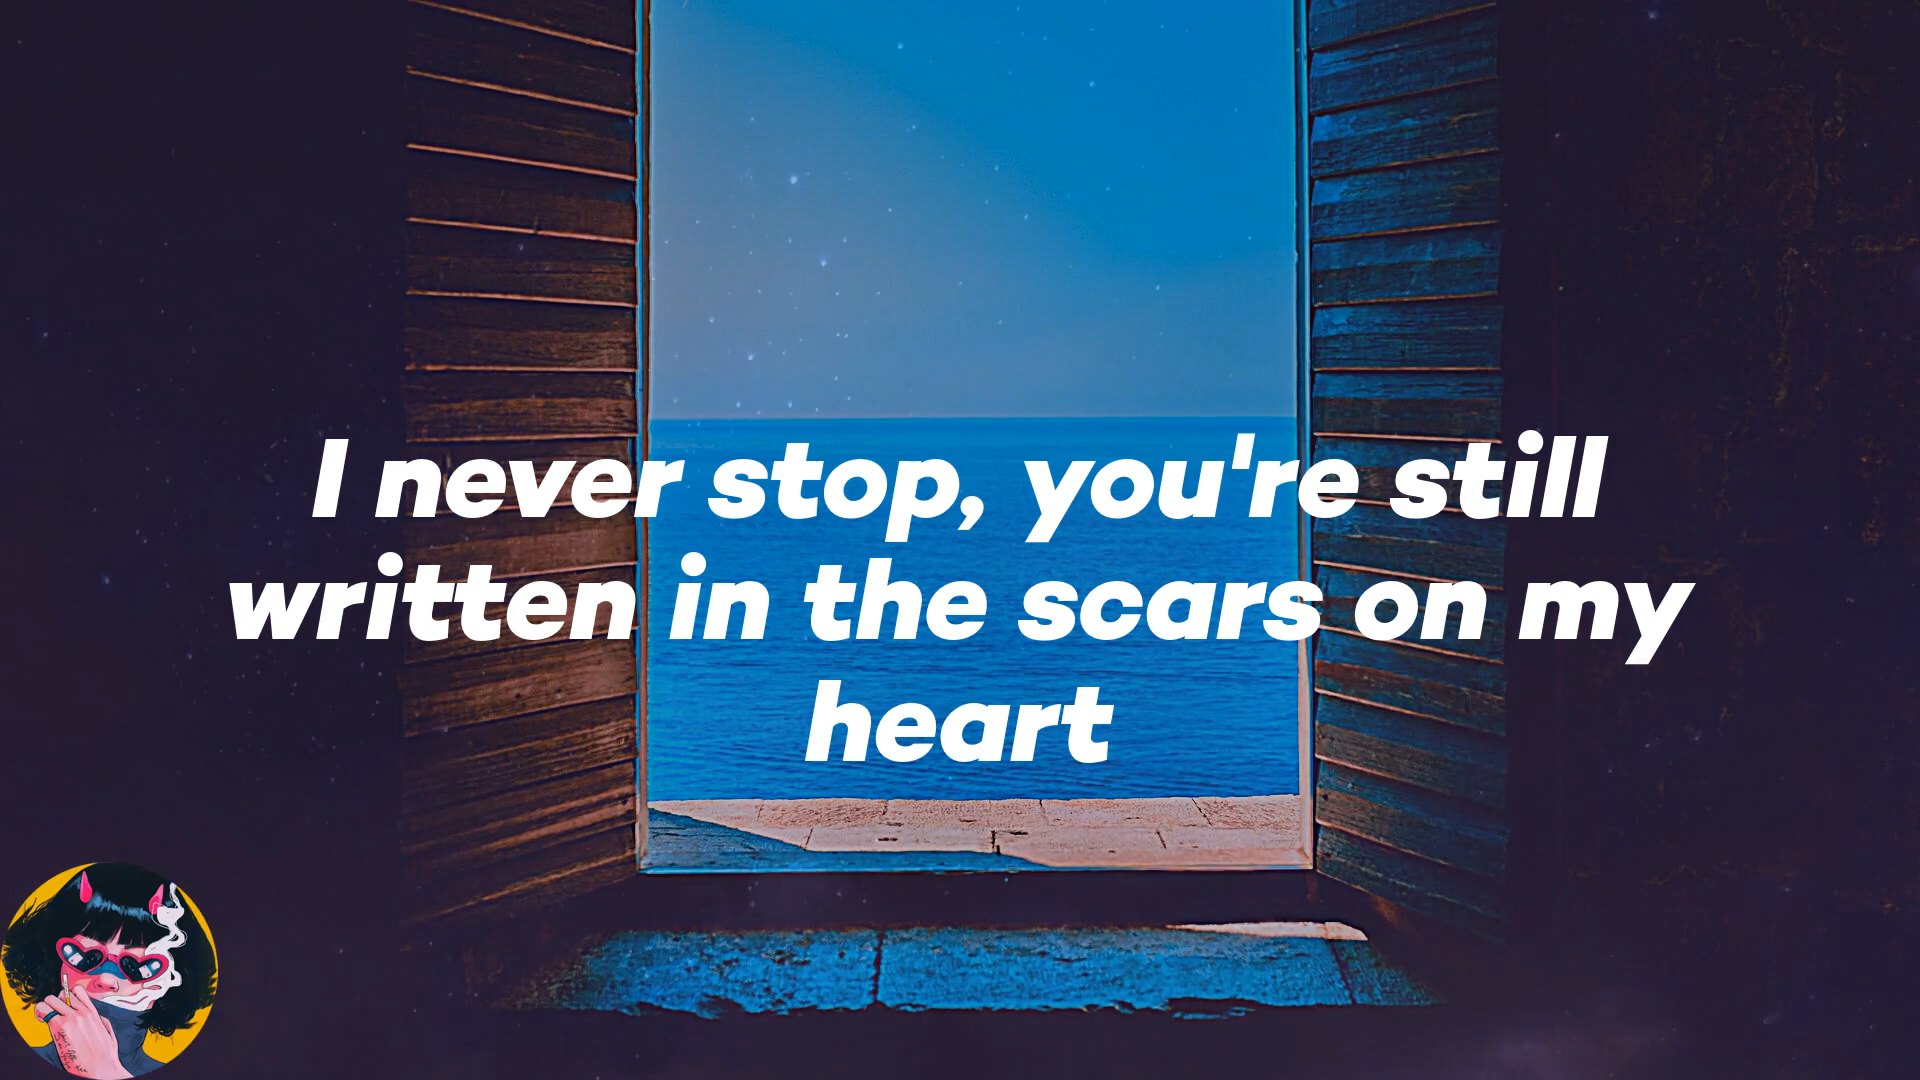 I never stop, you're still
written in the scars on my
heart